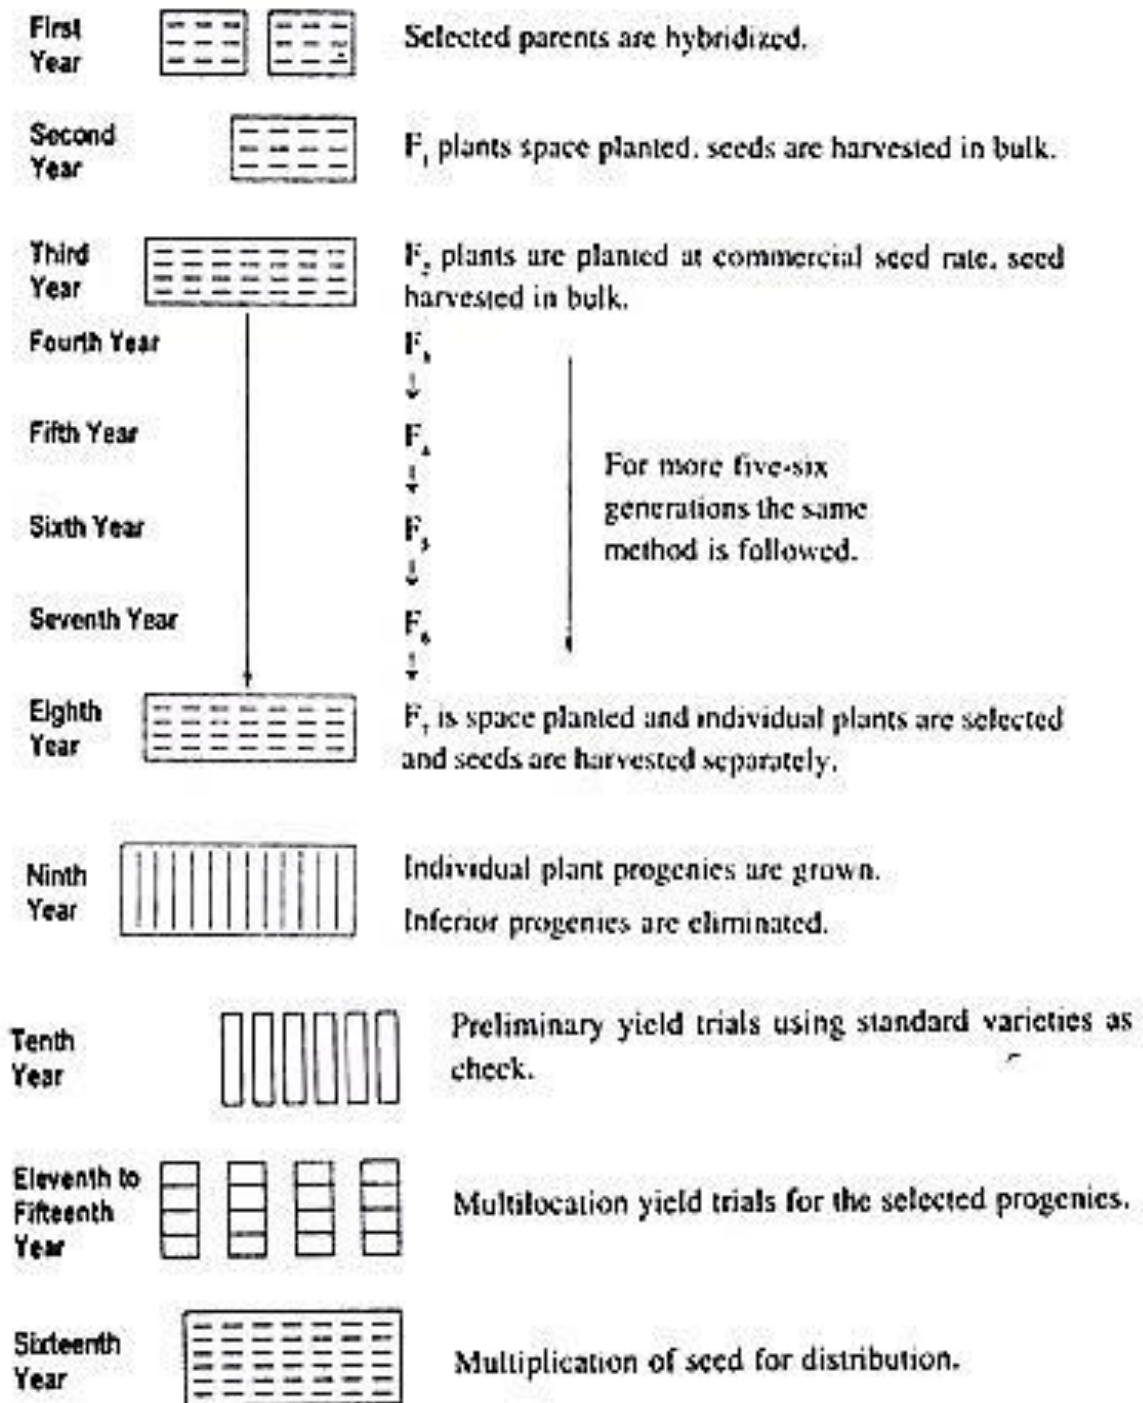 First
Year
Selected parents are hybridized.
Second
Year
F₁ plants space planted, seeds are harvested in bulk.
Third
Year
F₂ plants are planted at commercial seed rate, seed
harvested in bulk.
Fourth Year
F₃
Fifth Year
F₄
For more five-six
generations the same
method is followed.
Sixth Year
F₅
Seventh Year
F₆
Eighth
Year
F₇ is space planted and individual plants are selected
and seeds are harvested separately.
Ninth
Year
Individual plant progenies are grown.
Inferior progenies are eliminated.
Tenth
Year
Preliminary yield trials using standard varieties as
check.
Eleventh to
Fifteenth
Year
Multilocation yield trials for the selected progenies.
Sixteenth
Year
Multiplication of seed for distribution.